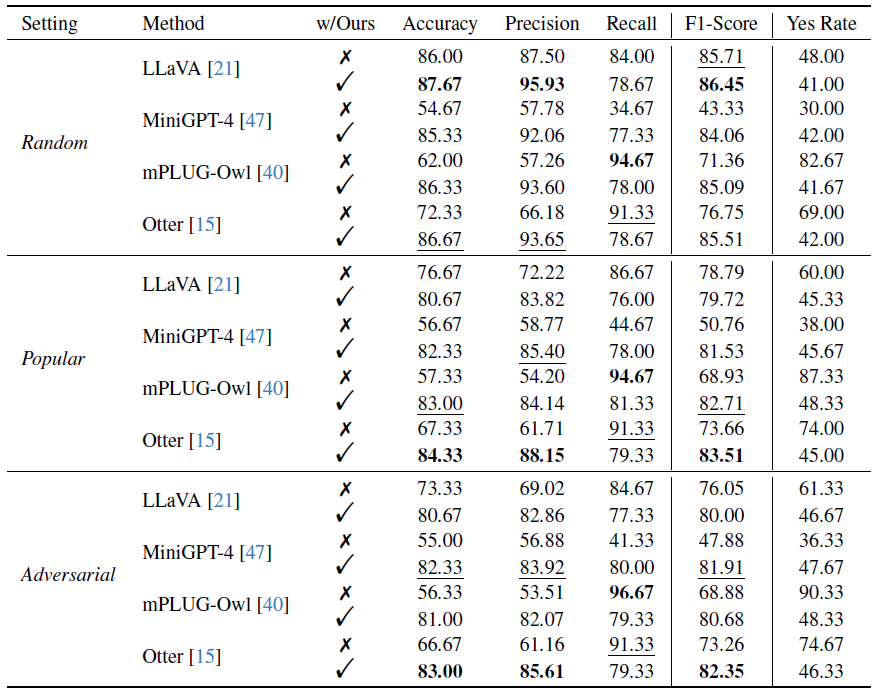 Setting Method w/Ours Accuracy Precision Recall F1-Score Yes Rate
Random
LLaVA [21]
✗ 86.00 87.50 84.00 85.71 48.00
✓ 87.67 95.93 78.67 86.45 41.00
MiniGPT-4 [47]
✗ 54.67 57.78 34.67 43.33 30.00
✓ 85.33 92.06 77.33 84.06 42.00
mPLUG-Owl [40]
✗ 62.00 57.26 94.67 71.36 82.67
✓ 86.33 93.60 78.00 85.09 41.67
Otter [15]
✗ 72.33 66.18 91.33 76.75 69.00
✓ 86.67 93.65 78.67 85.51 42.00
Popular
LLaVA [21]
✗ 76.67 72.22 86.67 78.79 60.00
✓ 80.67 83.82 76.00 79.72 45.33
MiniGPT-4 [47]
✗ 56.67 58.77 44.67 50.76 38.00
✓ 82.33 85.40 78.00 81.53 45.67
mPLUG-Owl [40]
✗ 57.33 54.20 94.67 68.93 87.33
✓ 83.00 84.14 81.33 82.71 48.33
Otter [15]
✗ 67.33 61.71 91.33 73.66 74.00
✓ 84.33 88.15 79.33 83.51 45.00
Adversarial
LLaVA [21]
✗ 73.33 69.02 84.67 76.05 61.33
✓ 80.67 82.86 77.33 80.00 46.67
MiniGPT-4 [47]
✗ 55.00 56.88 41.33 47.88 36.33
✓ 82.33 83.92 80.00 81.91 47.67
mPLUG-Owl [40]
✗ 56.33 53.51 96.67 68.88 90.33
✓ 81.00 82.07 79.33 80.68 48.33
Otter [15]
✗ 66.67 61.16 91.33 73.26 74.67
✓ 83.00 85.61 79.33 82.35 46.33